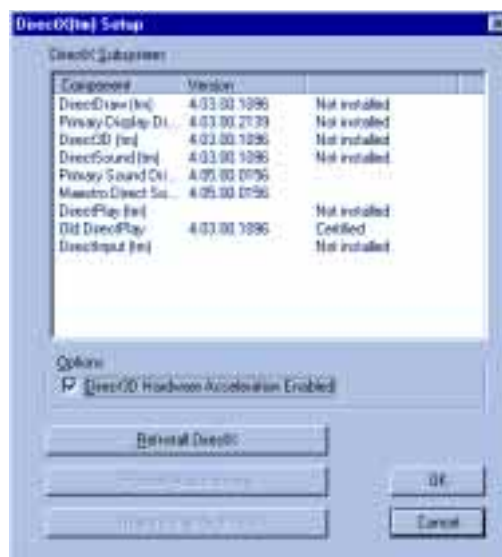 DirectX(tm) Setup
DirectX Subsystem
Component Version
DirectDraw (tm) 4.03.00.1096 Not installed
Primary Display Dri... 4.03.00.2139 Not installed
Direct3D (tm) 4.03.00.1096 Not installed
DirectSound (tm) 4.03.00.1096 Not installed
Primary Sound Dri... 4.05.00.0156
Maestro Direct So... 4.05.00.0156
DirectPlay (tm) Not installed
Old DirectPlay 4.03.00.1096 Certified
DirectInput (tm) Not installed
Options
Direct3D Hardware Acceleration Enabled
Reinstall DirectX
OK
Cancel